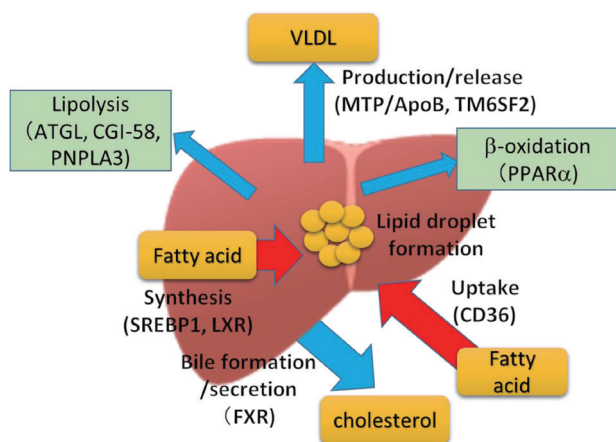 VLDL
Production/release
(MTP/ApoB, TM6SF2)
Lipolysis
(ATGL, CGI-58,
PNPLA3)
β-oxidation
(PPARα)
Lipid droplet
formation
Fatty acid
Synthesis
(SREBP1, LXR)
Uptake
(CD36)
Bile formation
/secretion
(FXR)
Fatty
acid
cholesterol